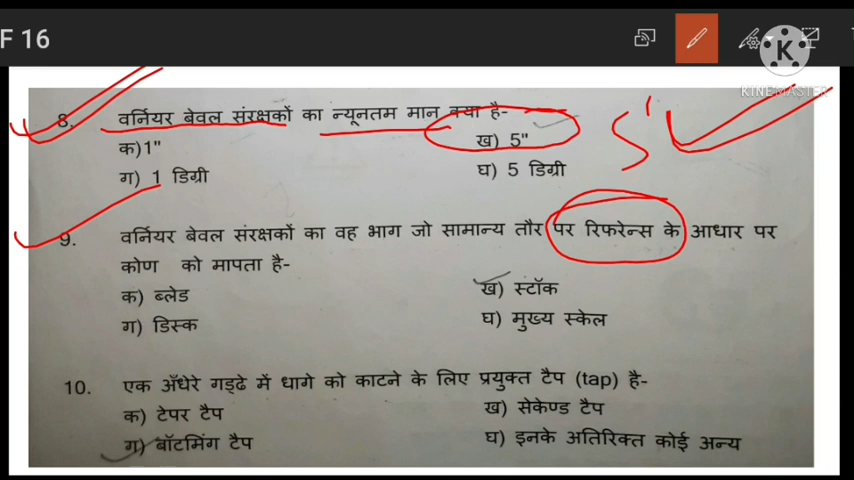 F 16
KINEMASTER
8. वर्नियर बेवल संरक्षकों का न्यूनतम मान क्या है-
क) 1" ख) 5"
5'
ग) 1 डिग्री घ) 5 डिग्री
9. वर्नियर बेवल संरक्षकों का वह भाग जो सामान्य तौर पर रिफरेन्स के आधार पर
कोण को मापता है-
क) ब्लेड ख) स्टॉक
ग) डिस्क घ) मुख्य स्केल
10. एक अँधेरे गड्ढे में धागे को काटने के लिए प्रयुक्त टैप (tap) है-
क) टेपर टैप ख) सेकेण्ड टैप
ग) बॉटमिंग टैप घ) इनके अतिरिक्त कोई अन्य